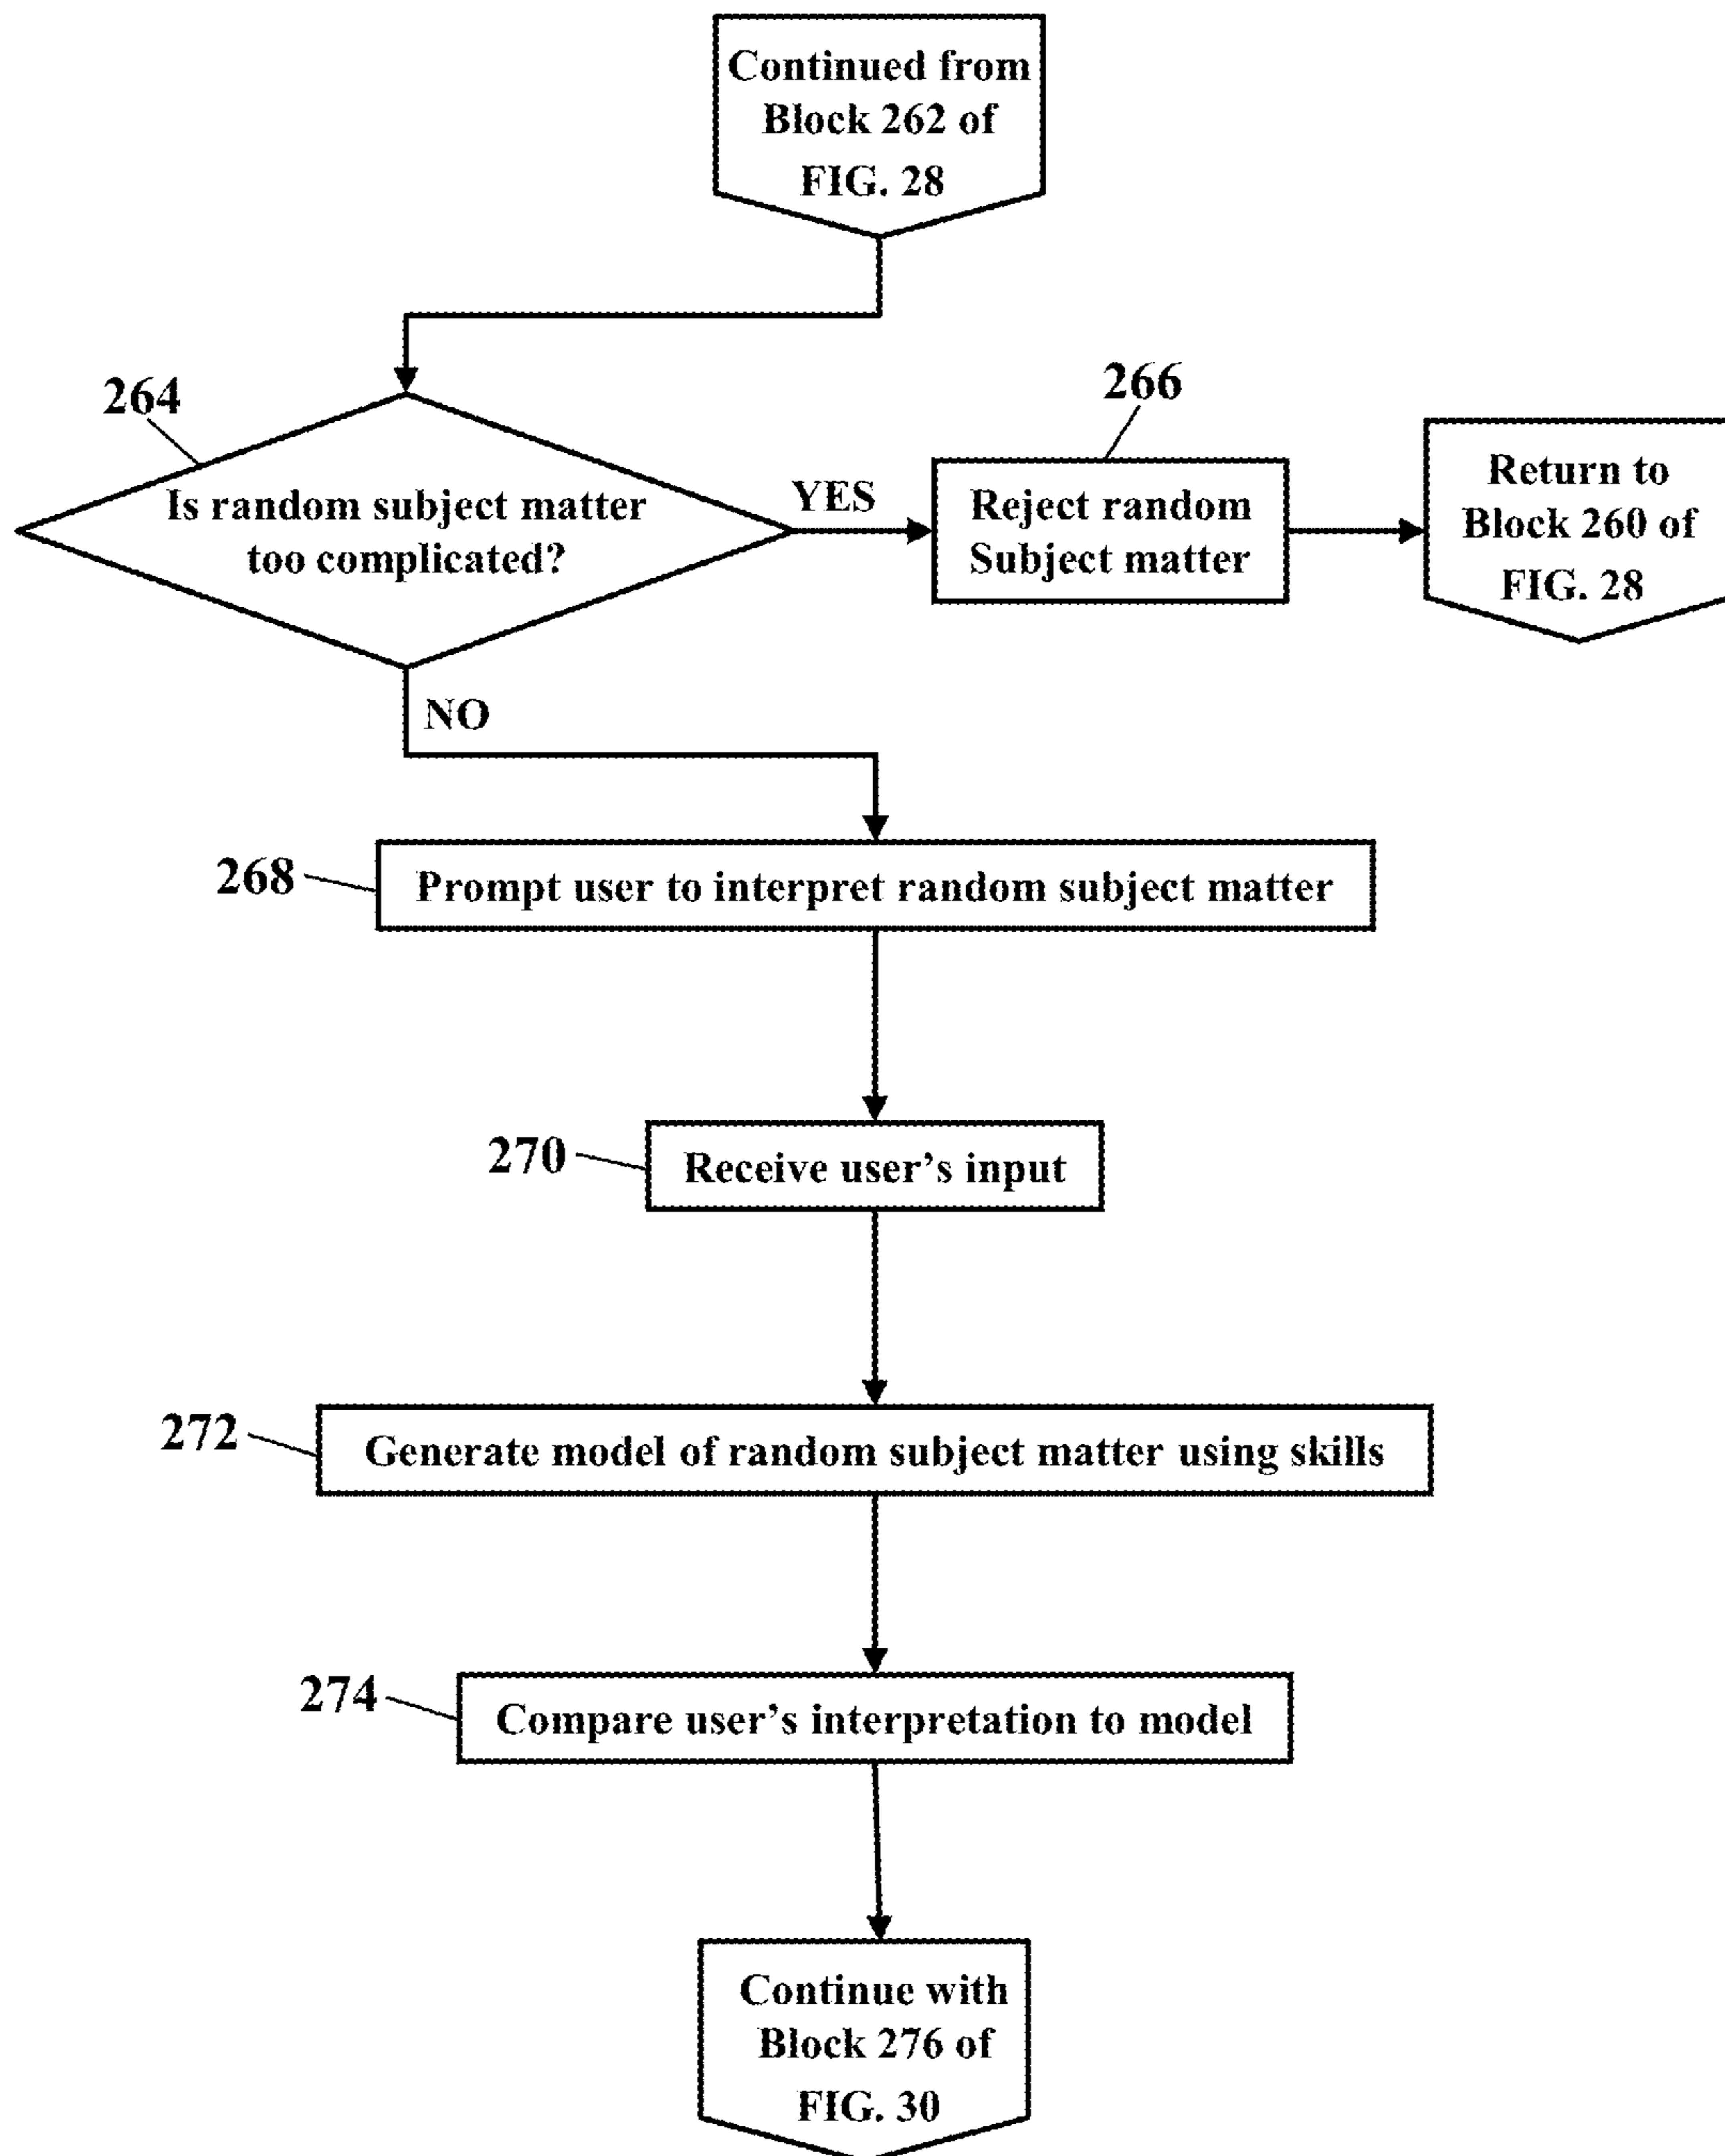 Continued from
Block 262 of
FIG. 28
264
Is random subject matter
too complicated?
YES
266
Reject random
Subject matter
Return to
Block 260 of
FIG. 28
NO
268
Prompt user to interpret random subject matter
270
Receive user’s input
272
Generate model of random subject matter using skills
274
Compare user’s interpretation to model
Continue with
Block 276 of
FIG. 30